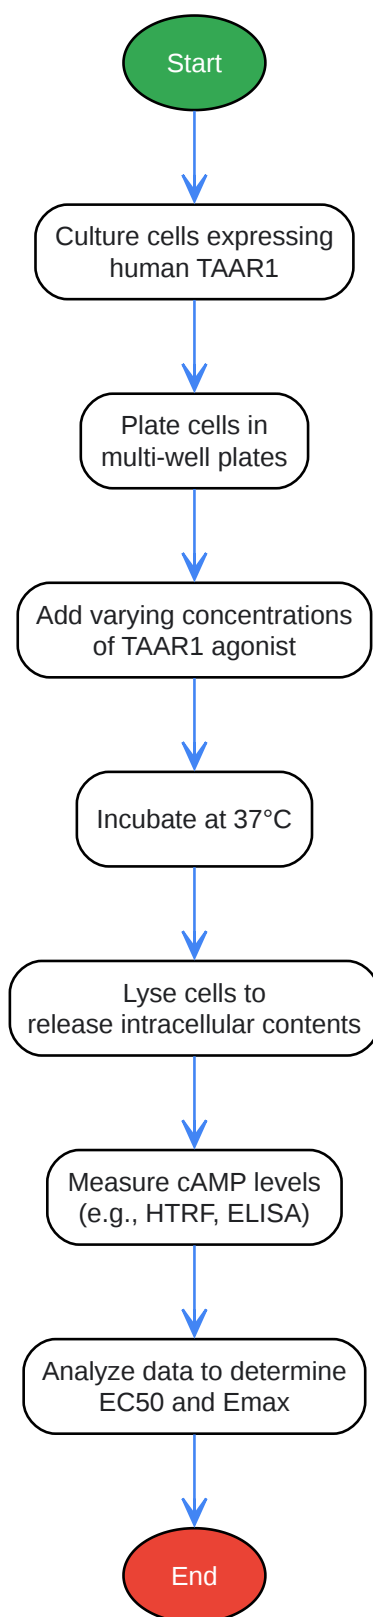 Start
Culture cells expressing
human TAAR1
Plate cells in
multi-well plates
Add varying concentrations
of TAAR1 agonist
Incubate at 37°C
Lyse cells to
release intracellular contents
Measure cAMP levels
(e.g., HTRF, ELISA)
Analyze data to determine
EC50 and Emax
End